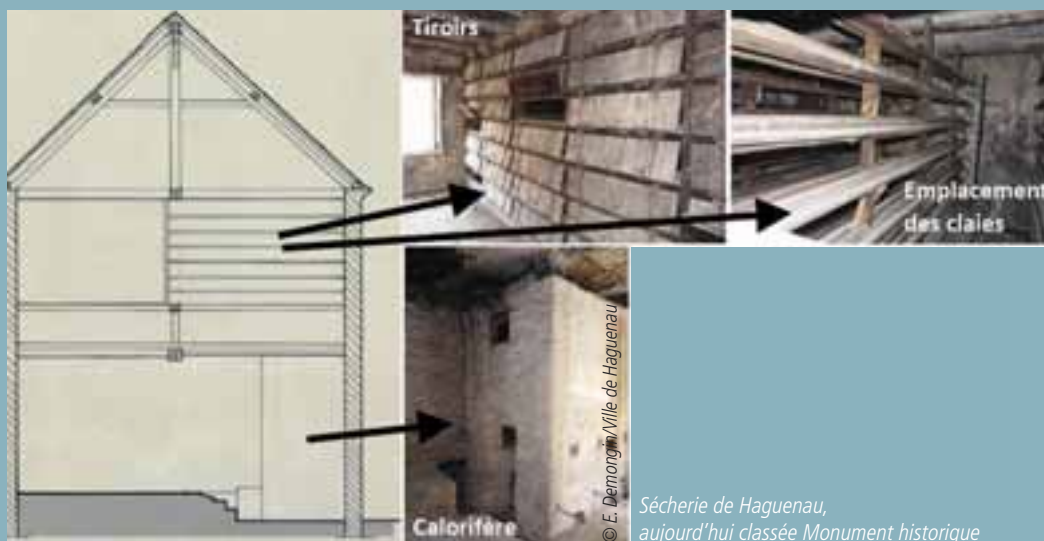 Tiroirs
Emplacement
des claies
Calorifère
© E. Demongin/Ville de Haguenau
Sécherie de Haguenau,
aujourd'hui classée Monument historique